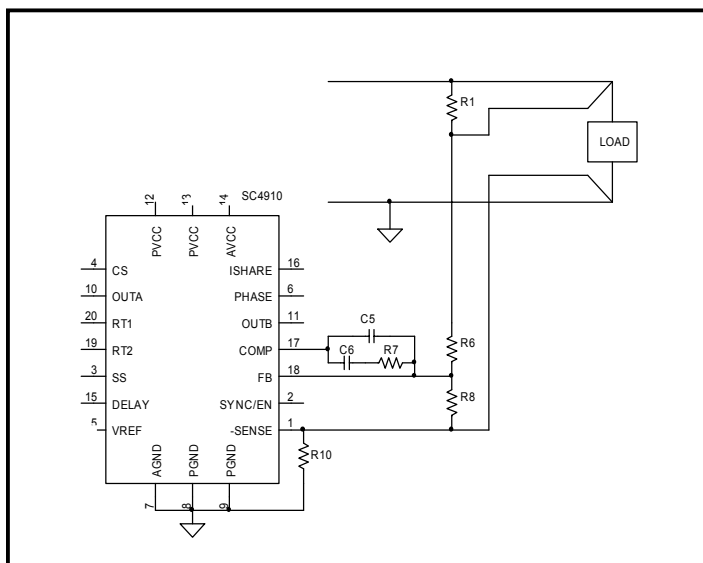 R1
LOAD
SC4910
12
13
14
PVCC
PVCC
AVCC
4
CS
ISHARE
16
10
OUTA
PHASE
6
20
RT1
OUTB
11
C5
19
RT2
COMP
17
C6
R7
R6
3
SS
FB
18
R8
15
DELAY
SYNC/EN
2
5
VREF
-SENSE
1
R10
AGND
PGND
PGND
7
8
9